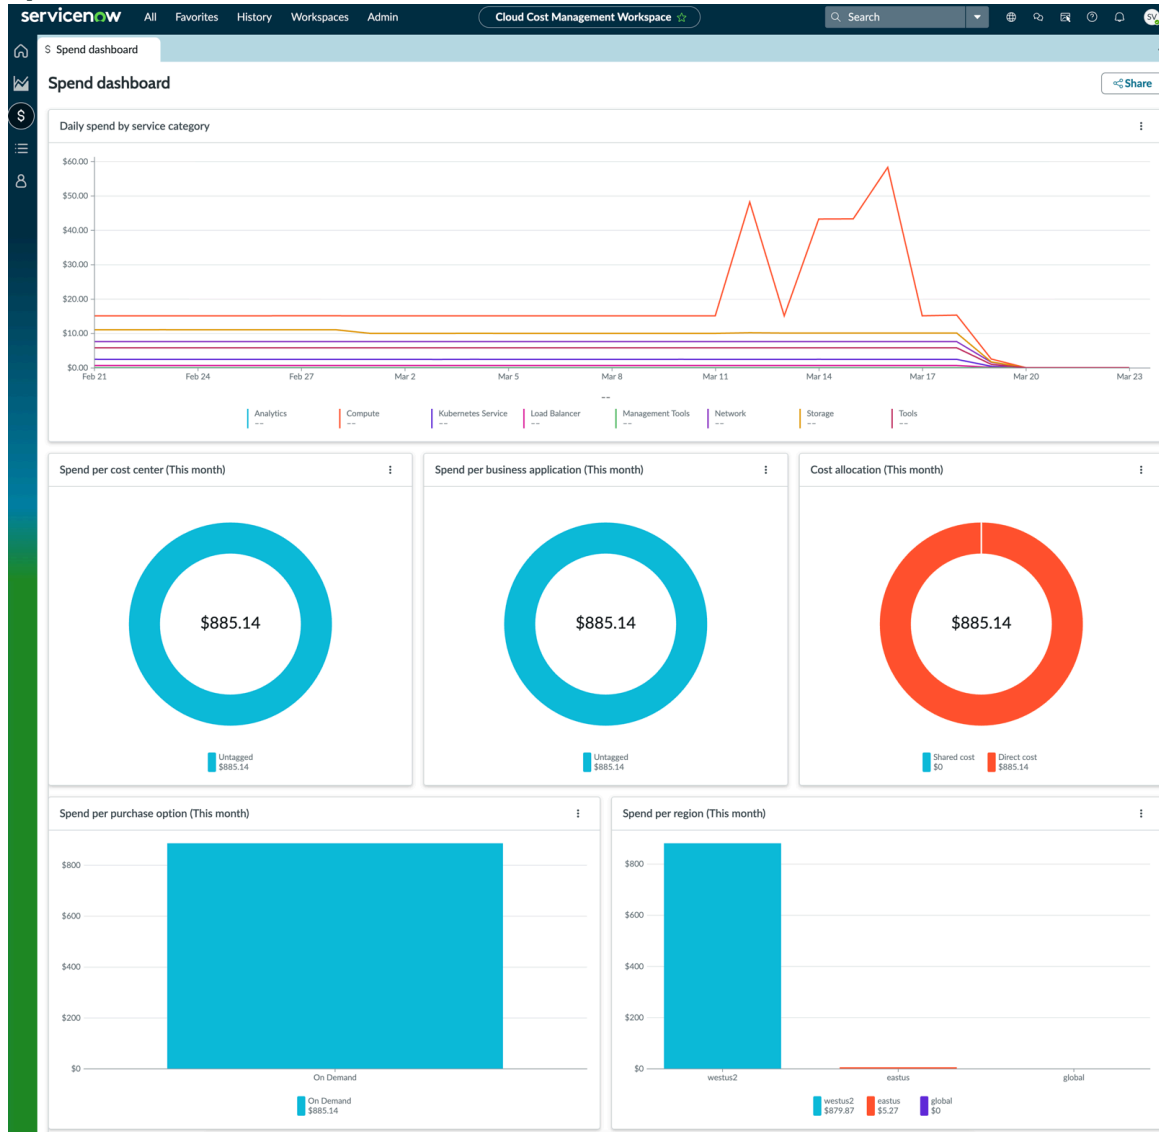 servicenow All Favorites History Workspaces Admin Cloud Cost Management Workspace Search SV
S Spend dashboard
Spend dashboard
Share
Daily spend by service category
$60.00
$50.00
$40.00
$30.00
$20.00
$10.00
$0.00
Feb 21 Feb 24 Feb 27 Mar 2 Mar 5 Mar 8 Mar 11 Mar 14 Mar 17 Mar 20 Mar 23
--
Analytics Compute Kubernetes Service Load Balancer Management Tools Network Storage Tools
-- -- -- -- -- -- -- --
Spend per cost center (This month)
$885.14
Untagged
$885.14
Spend per business application (This month)
$885.14
Untagged
$885.14
Cost allocation (This month)
$885.14
Shared cost Direct cost
$0 $885.14
Spend per purchase option (This month)
$800
$600
$400
$200
$0
On Demand
On Demand
$885.14
Spend per region (This month)
$800
$600
$400
$200
$0
westus2 eastus global
westus2 eastus global
$879.87 $5.27 $0